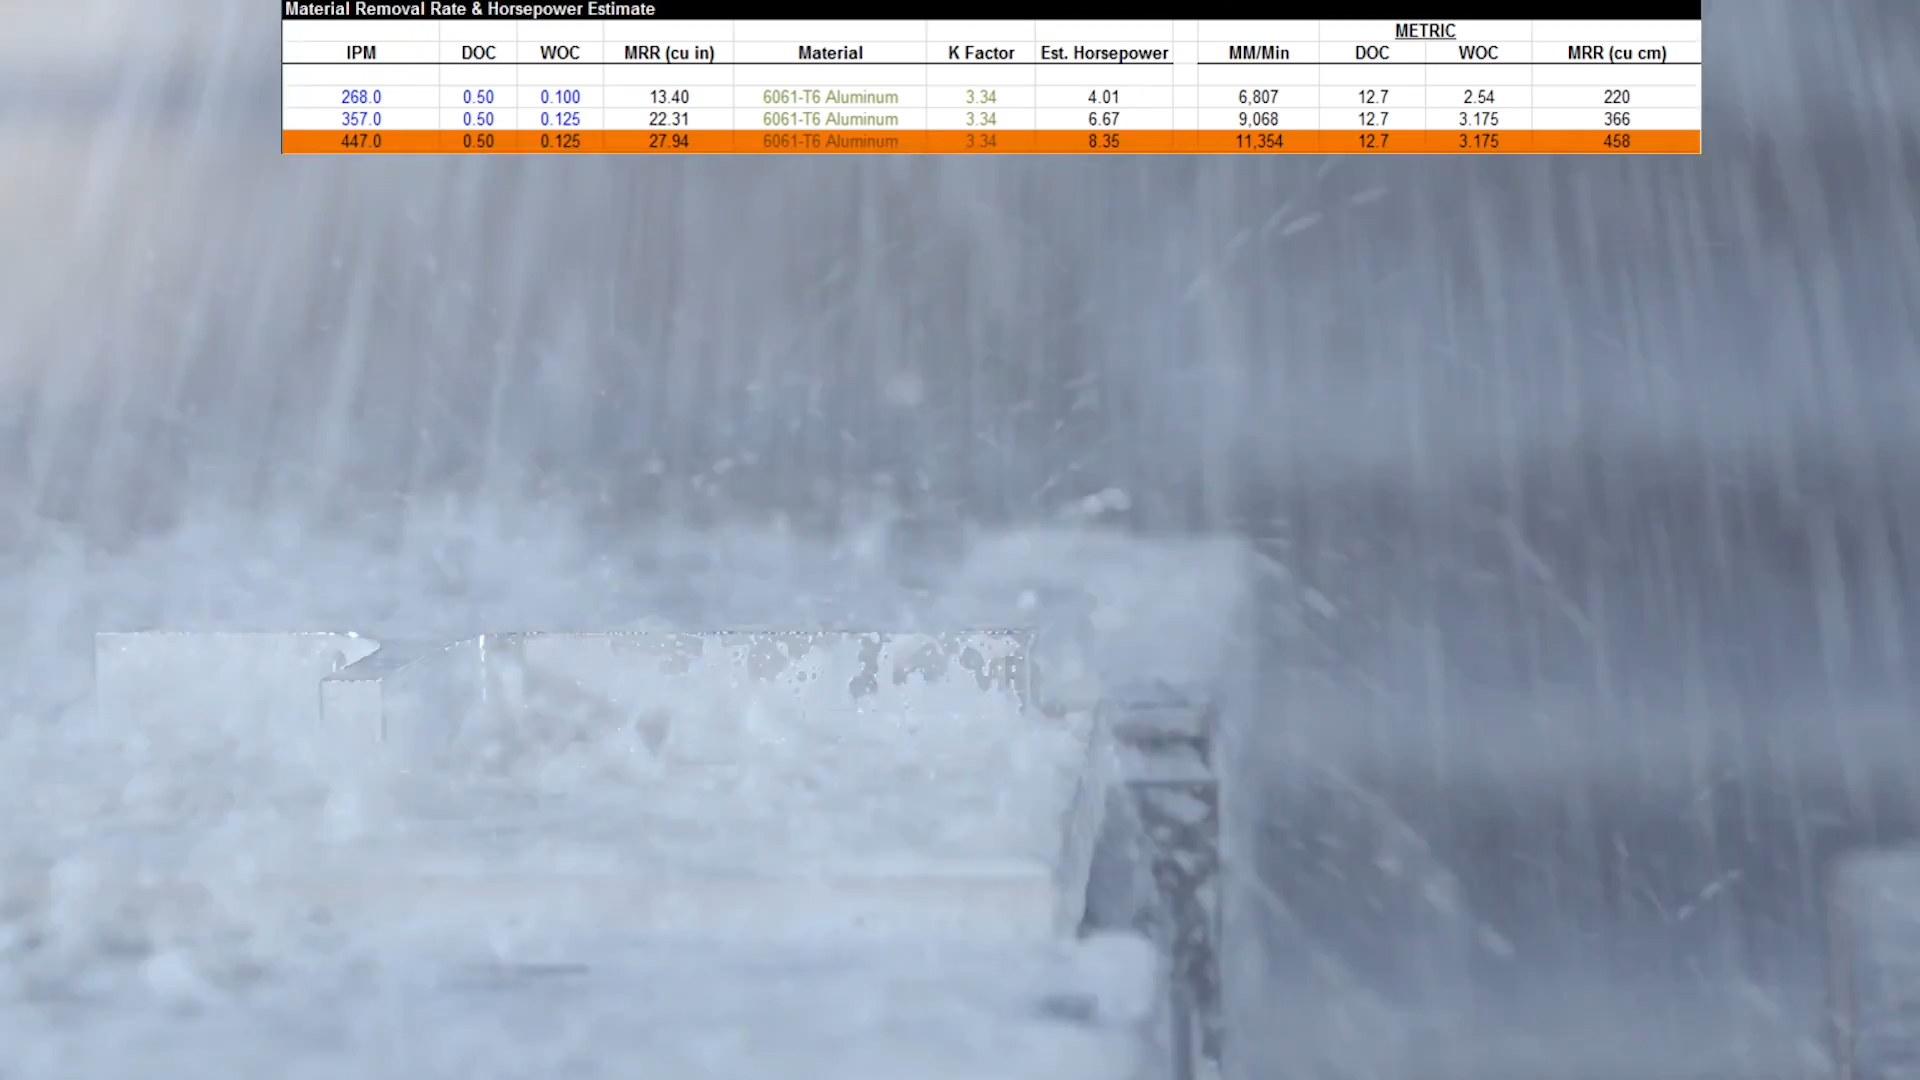 Material Removal Rate & Horsepower Estimate
METRIC
IPM DOC WOC MRR (cu in) Material K Factor Est. Horsepower MM/Min DOC WOC MRR (cu cm)
268.0 0.50 0.100 13.40 6061-T6 Aluminum 3.34 4.01 6,807 12.7 2.54 220
357.0 0.50 0.125 22.31 6061-T6 Aluminum 3.34 6.67 9,068 12.7 3.175 366
447.0 0.50 0.125 27.94 6061-T6 Aluminum 3.34 8.35 11,354 12.7 3.175 458